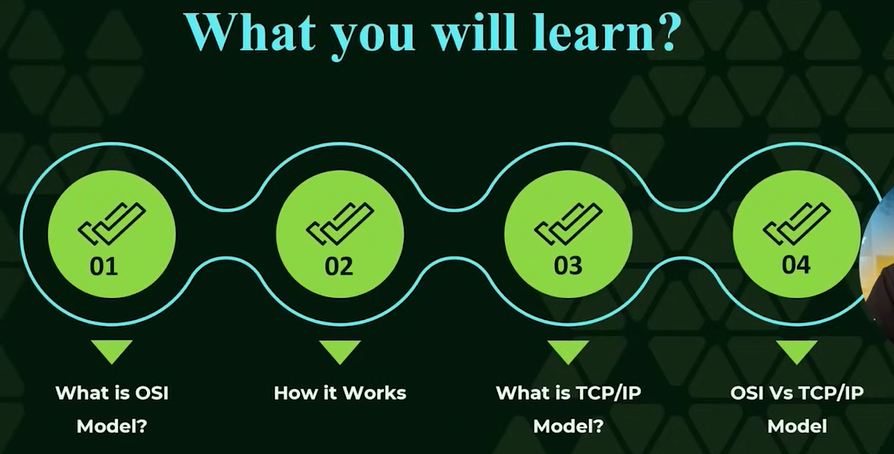 What you will learn?
01
02
03
04
What is OSI
Model?
How it Works
What is TCP/IP
Model?
OSI Vs TCP/IP
Model